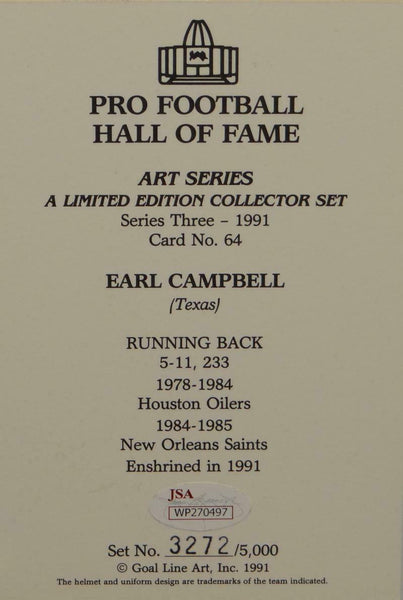 PRO FOOTBALL
HALL OF FAME
ART SERIES
A LIMITED EDITION COLLECTOR SET
Series Three – 1991
Card No. 64
EARL CAMPBELL
(Texas)
RUNNING BACK
5-11, 233
1978-1984
Houston Oilers
1984-1985
New Orleans Saints
Enshrined in 1991
JSA
WP270497
Set No. 3272/5,000
© Goal Line Art, Inc. 1991
The helmet and uniform design are trademarks of the team indicated.